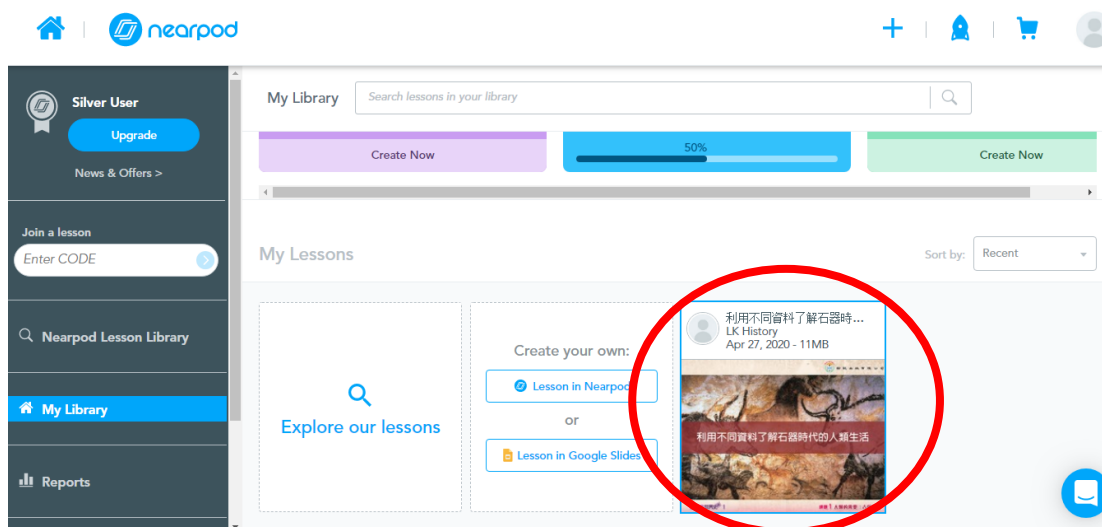 nearpod
Silver User
Upgrade
News & Offers >
Join a lesson
Enter CODE
Nearpod Lesson Library
My Library
Reports
My Library
Search lessons in your library
Create Now
50%
Create Now
My Lessons
Sort by:
Recent
Explore our lessons
Create your own:
Lesson in Nearpod
or
Lesson in Google Slides
利用不同資料了解石器時...
LK History
Apr 27, 2020 - 11MB
利用不同資料了解石器時代的人類生活